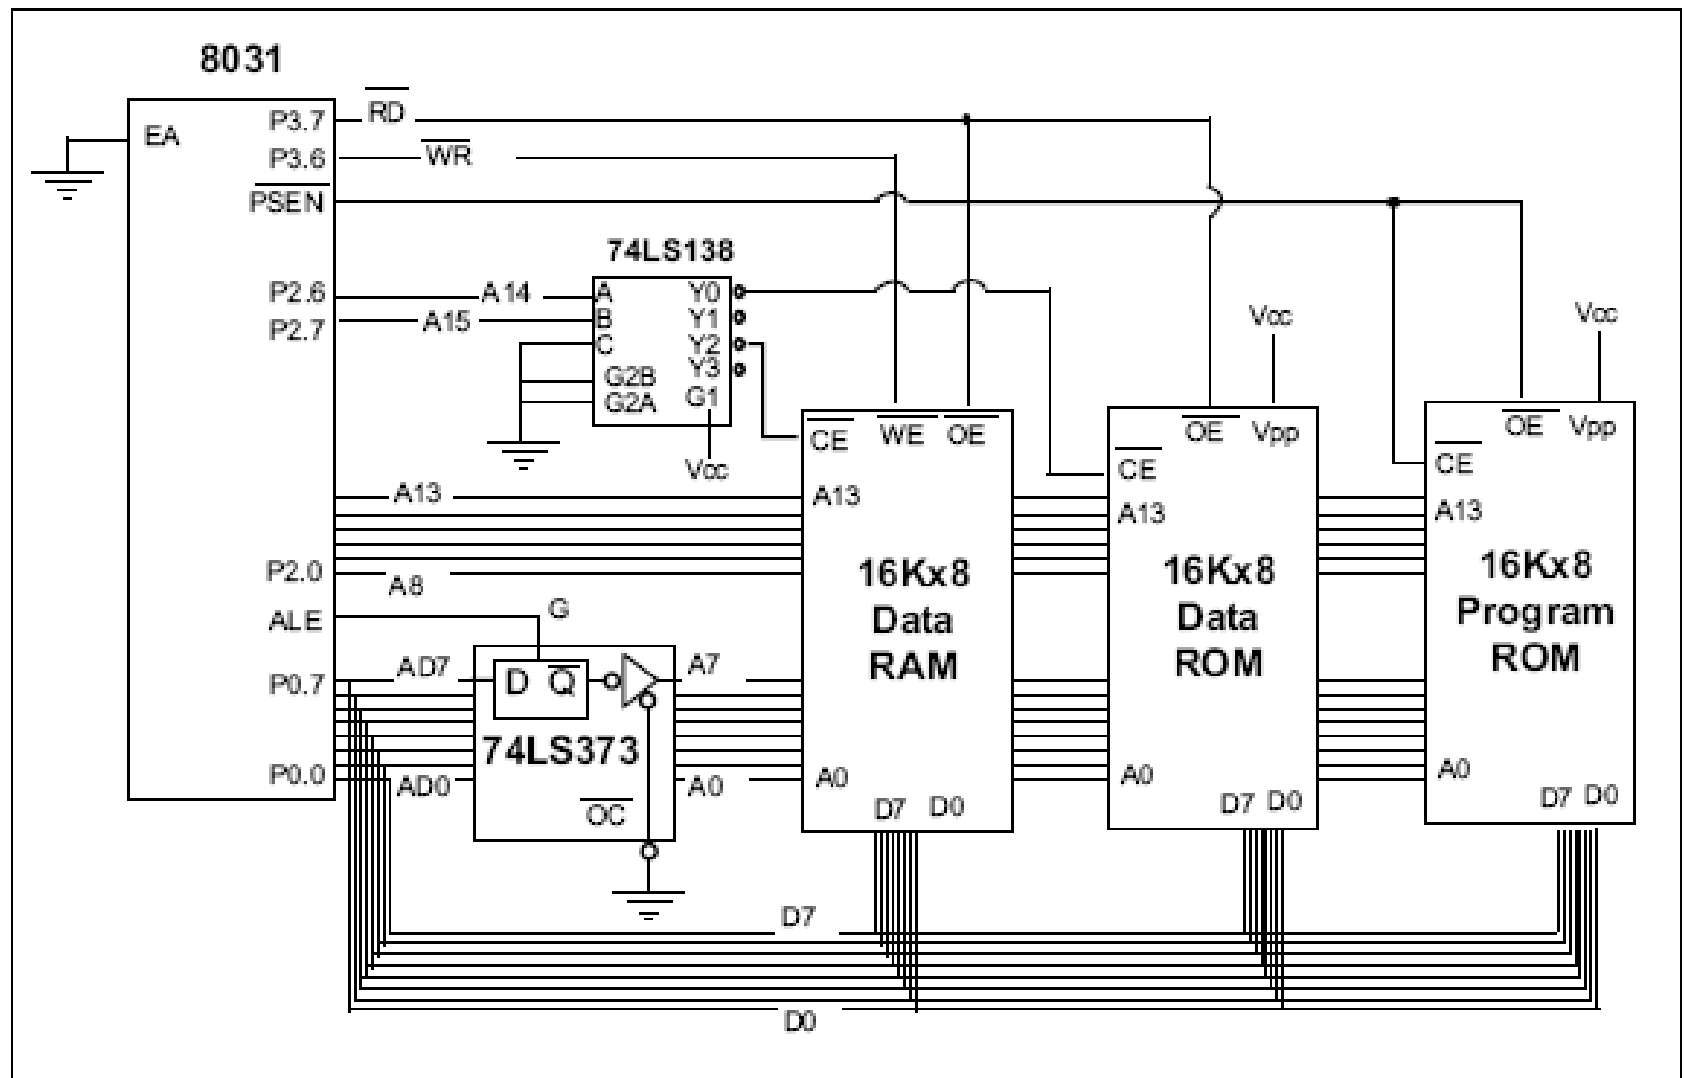 8031
EA
P3.7
RD
P3.6
WR
PSEN
74LS138
P2.6
A14
A
Y0
P2.7
A15
B
Y1
C
Y2
Y3
G2B
G2A
G1
Vcc
Vcc
Vcc
CE
WE
OE
OE
Vpp
OE
Vpp
CE
CE
A13
A13
A13
A13
P2.0
A8
16Kx8
Data
RAM
16Kx8
Data
ROM
16Kx8
Program
ROM
ALE
G
P0.7
AD7
D
Q
A7
74LS373
P0.0
AD0
OC
A0
A0
A0
A0
D7 D0
D7 D0
D7 D0
D7
D0